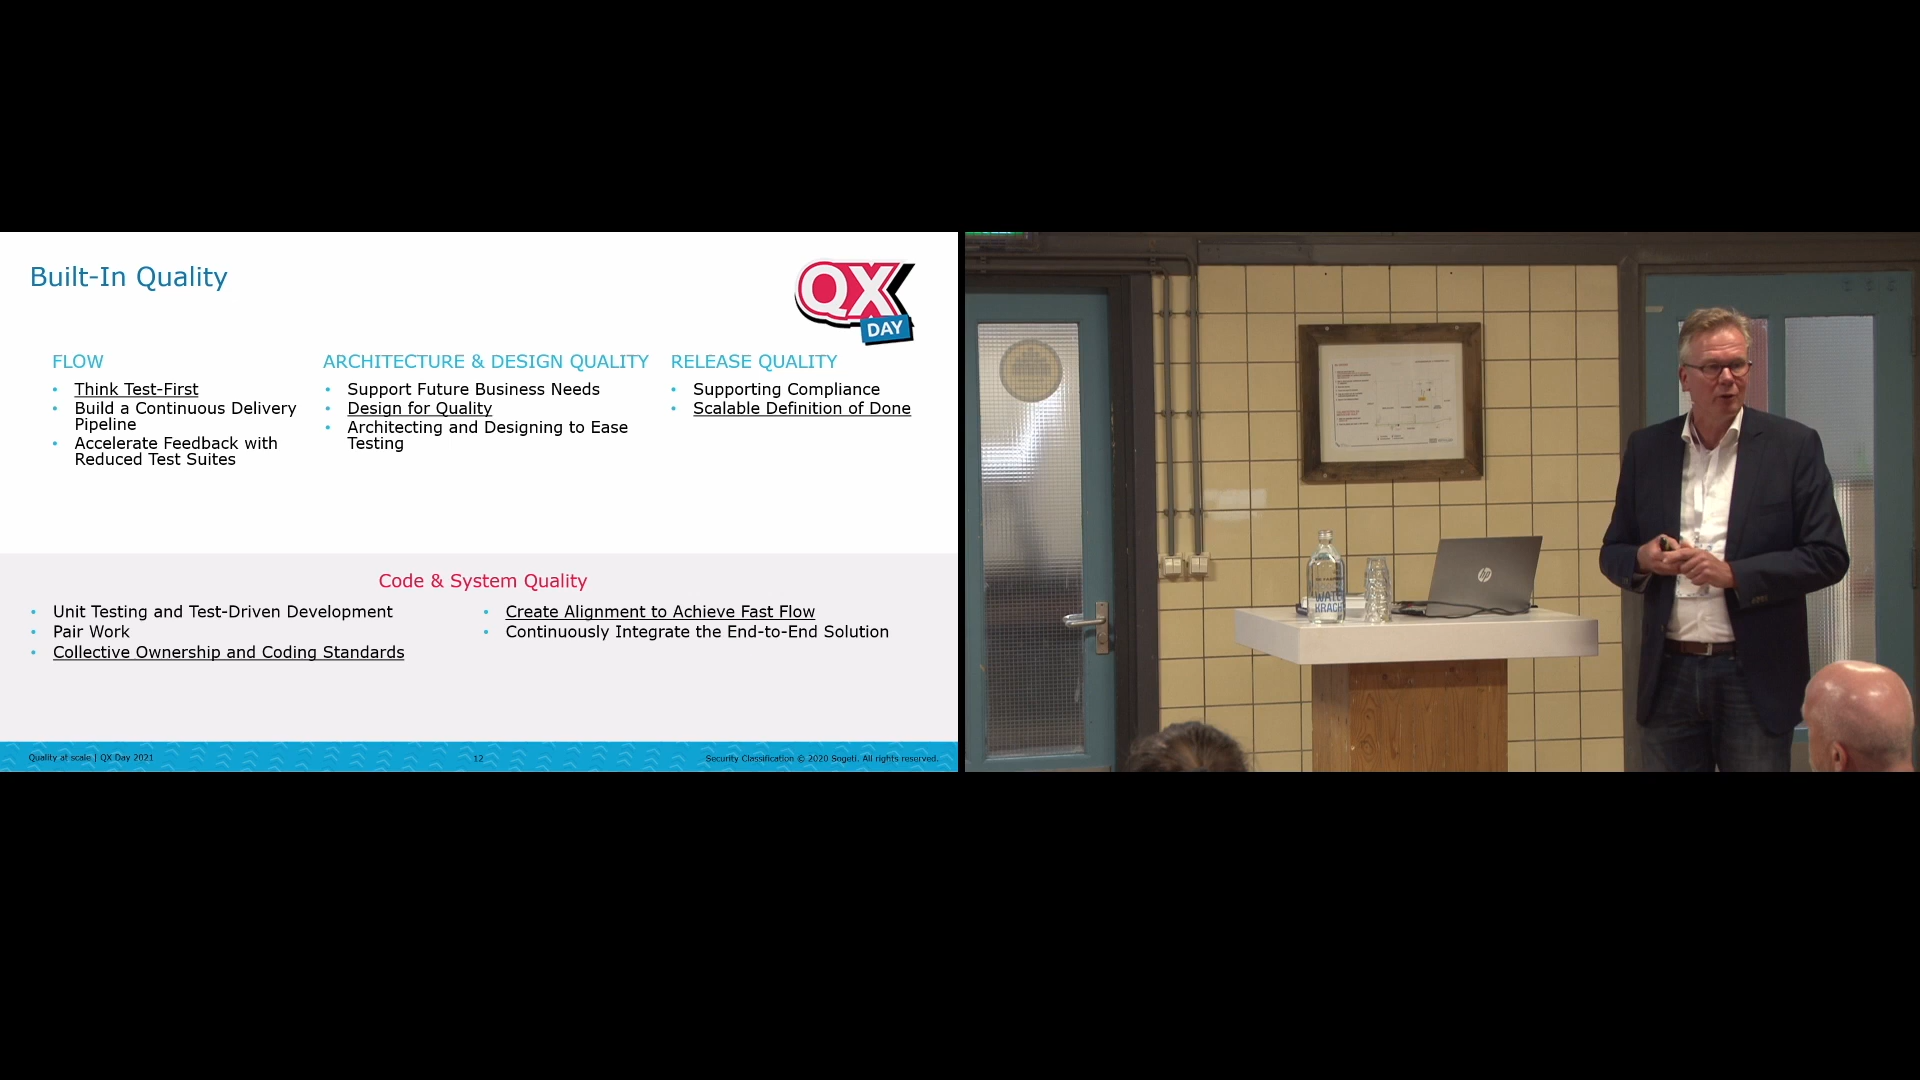 Built-In Quality
QX
DAY
FLOW
• Think Test-First
• Build a Continuous Delivery
Pipeline
• Accelerate Feedback with
Reduced Test Suites
ARCHITECTURE & DESIGN QUALITY
• Support Future Business Needs
• Design for Quality
• Architecting and Designing to Ease
Testing
RELEASE QUALITY
• Supporting Compliance
• Scalable Definition of Done
Code & System Quality
• Unit Testing and Test-Driven Development
• Pair Work
• Collective Ownership and Coding Standards
• Create Alignment to Achieve Fast Flow
• Continuously Integrate the End-to-End Solution
Quality at scale | QX Day 2021
12
Security Classification © 2020 Sogeti. All rights reserved.
hp
WATE
KRACH